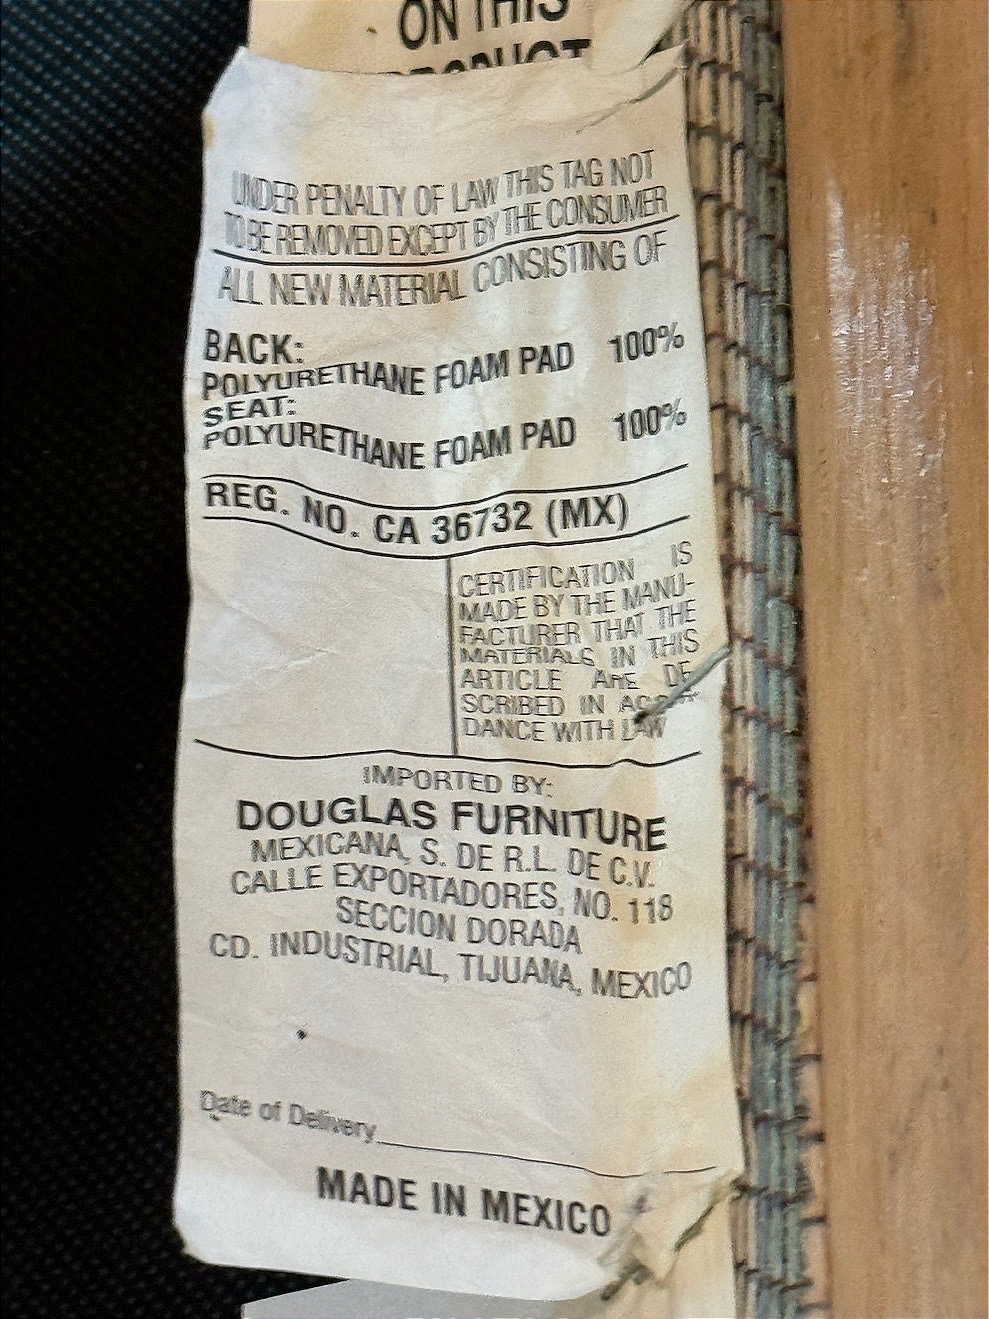 ON THIS
PRODUCT
UNDER PENALTY OF LAW THIS TAG NOT
TO BE REMOVED EXCEPT BY THE CONSUMER
ALL NEW MATERIAL CONSISTING OF
BACK:
POLYURETHANE FOAM PAD 100%
SEAT:
POLYURETHANE FOAM PAD 100%
REG. NO. CA 36732 (MX)
CERTIFICATION IS
MADE BY THE MANU-
FACTURER THAT THE
MATERIALS IN THIS
ARTICLE ARE DE
SCRIBED IN ACCOR-
DANCE WITH LAW
IMPORTED BY:
DOUGLAS FURNITURE
MEXICANA, S. DE R.L. DE C.V.
CALLE EXPORTADORES, NO. 118
SECCION DORADA
CD. INDUSTRIAL, TIJUANA, MEXICO
Date of Delivery
MADE IN MEXICO